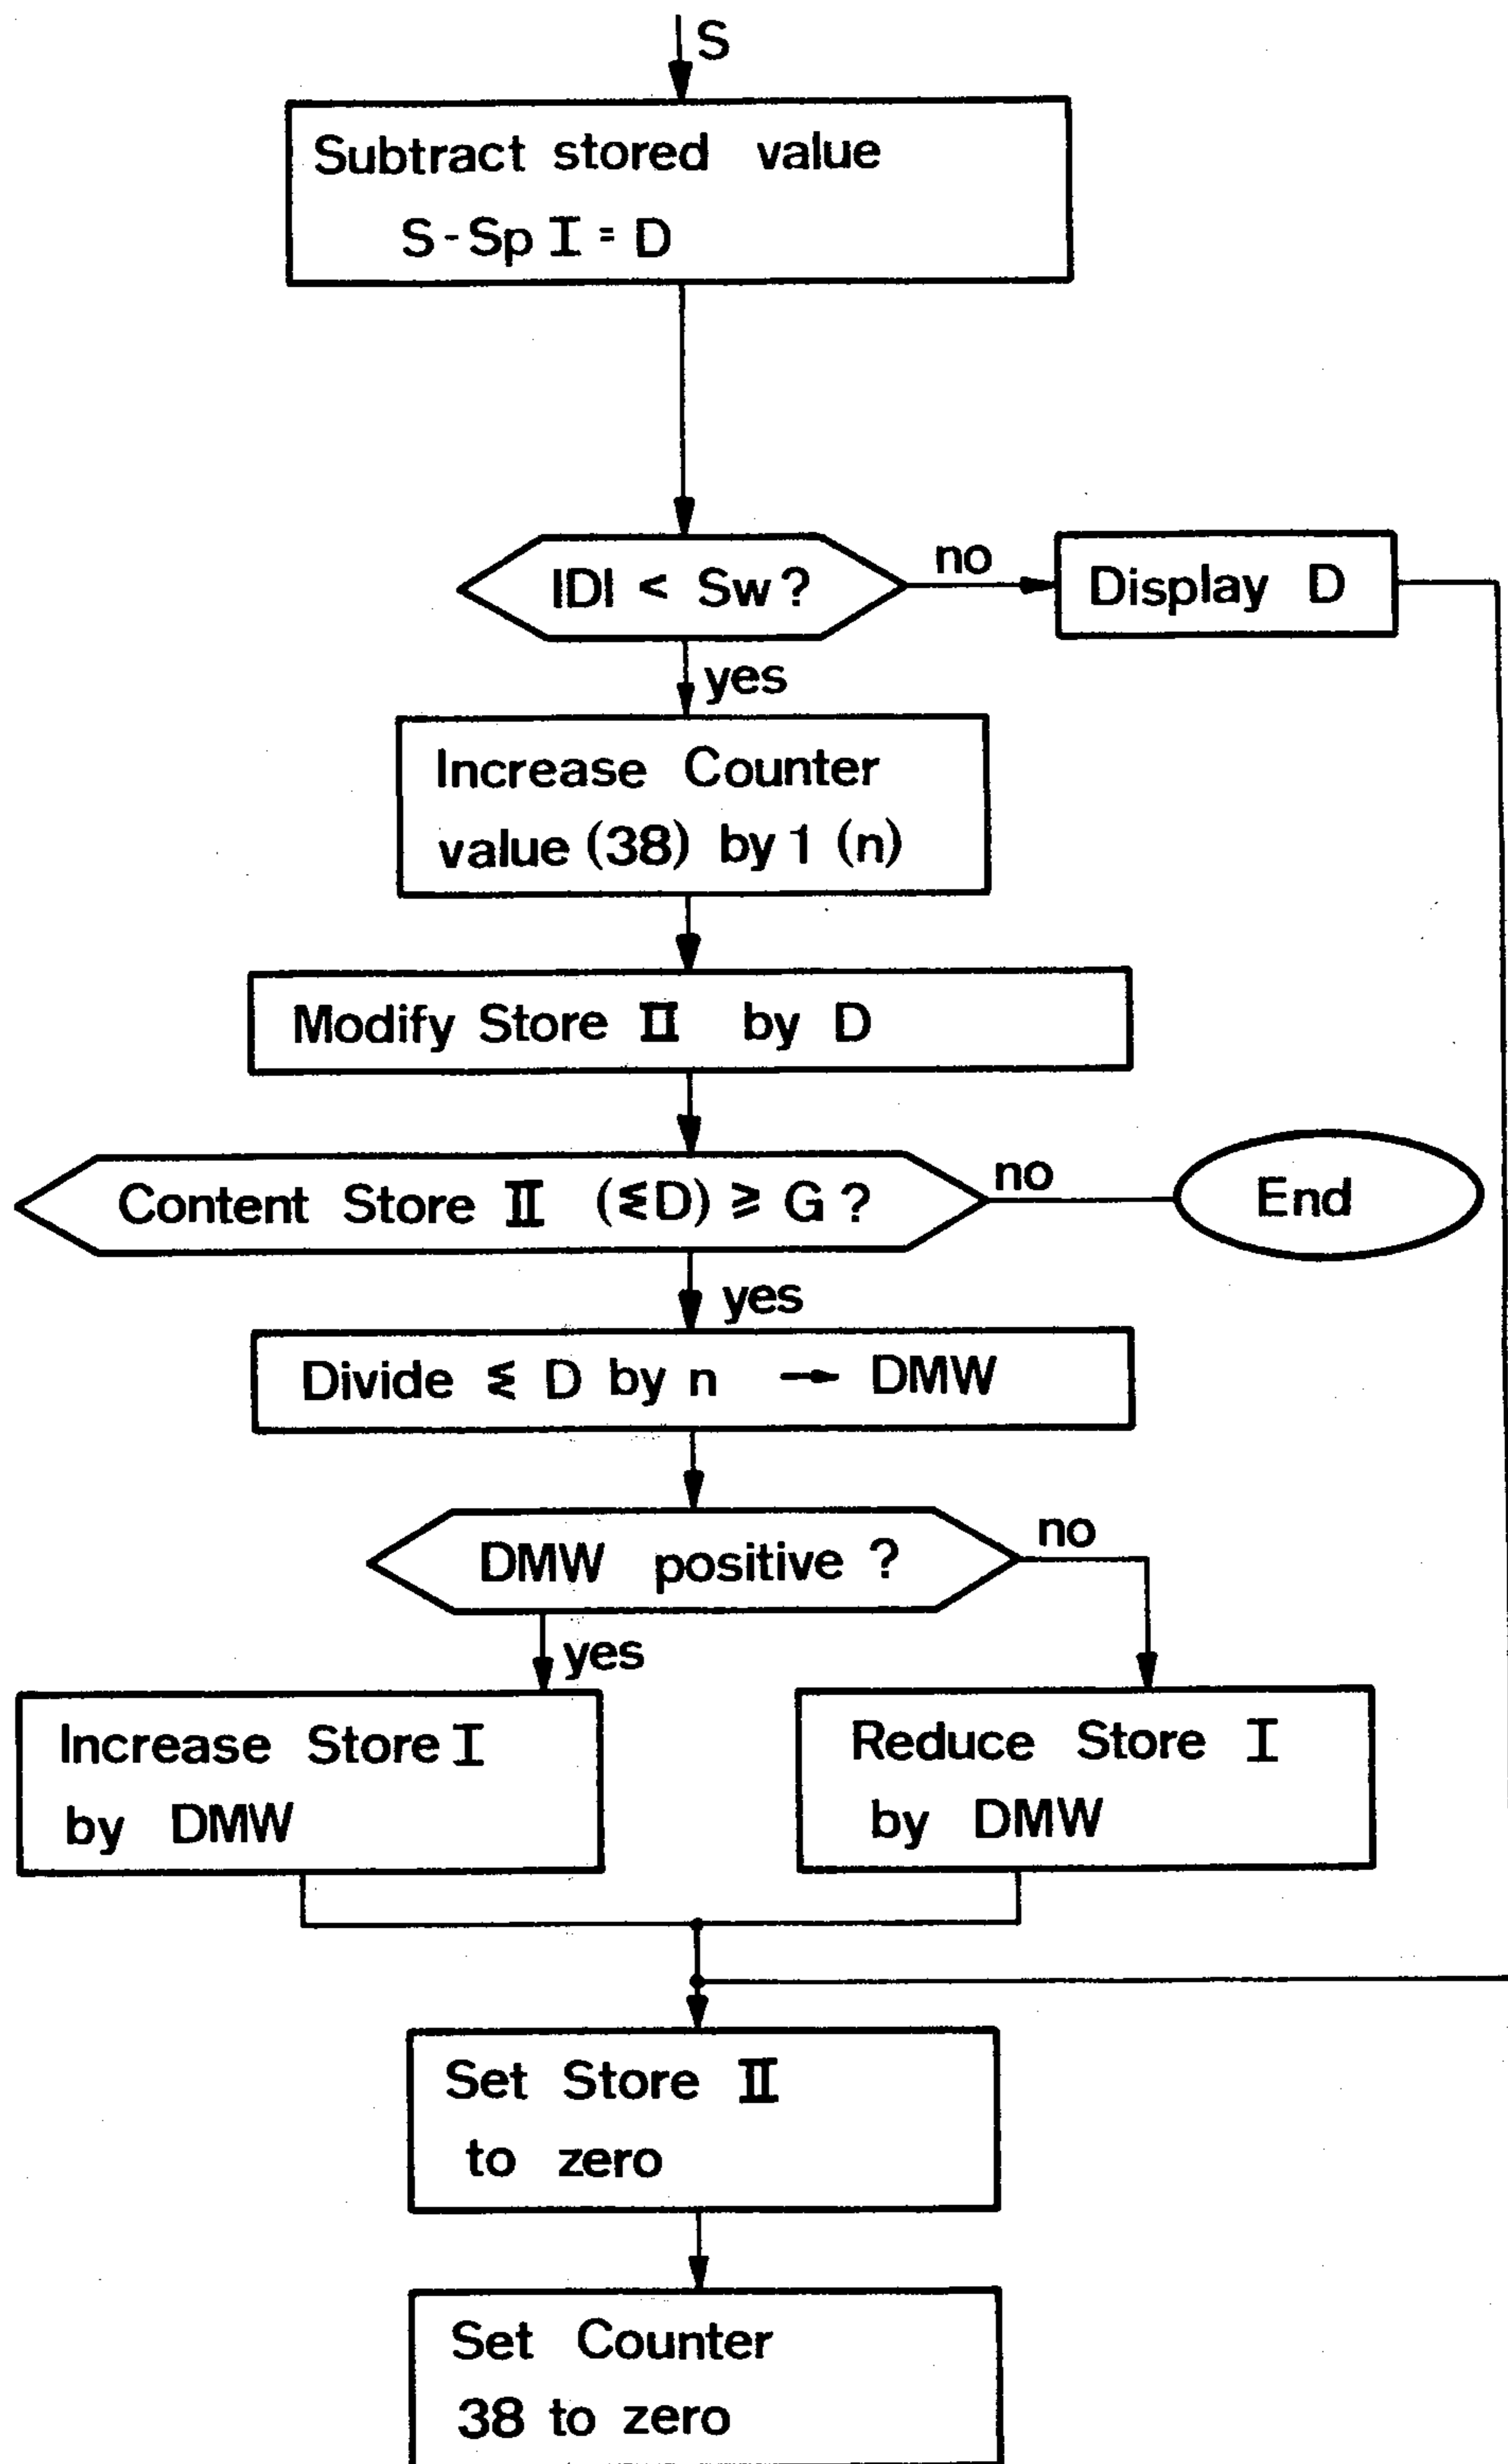 S
Subtract stored value
S-Sp I = D
IDI < Sw?
no
Display D
yes
Increase Counter
value (38) by 1 (n)
Modify Store II by D
Content Store II (≶D) ⩾ G?
no
End
yes
Divide ≶ D by n → DMW
DMW positive ?
no
yes
Increase Store I
by DMW
Reduce Store I
by DMW
Set Store II
to zero
Set Counter
38 to zero